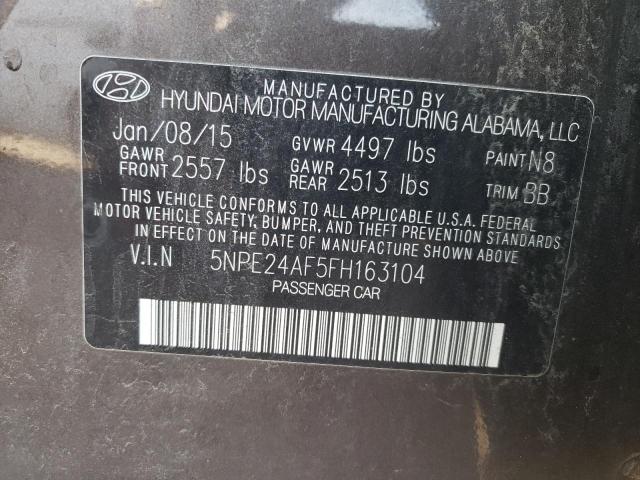 MANUFACTURED BY
HYUNDAI MOTOR MANUFACTURING ALABAMA, LLC
Jan/08/15 GVWR 4497 lbs PAINT N8
GAWR FRONT 2557 lbs GAWR REAR 2513 lbs TRIM BB
THIS VEHICLE CONFORMS TO ALL APPLICABLE U.S.A. FEDERAL
MOTOR VEHICLE SAFETY, BUMPER, AND THEFT PREVENTION STANDARDS
IN EFFECT ON THE DATE OF MANUFACTURE SHOWN ABOVE.
V.I.N 5NPE24AF5FH163104
PASSENGER CAR